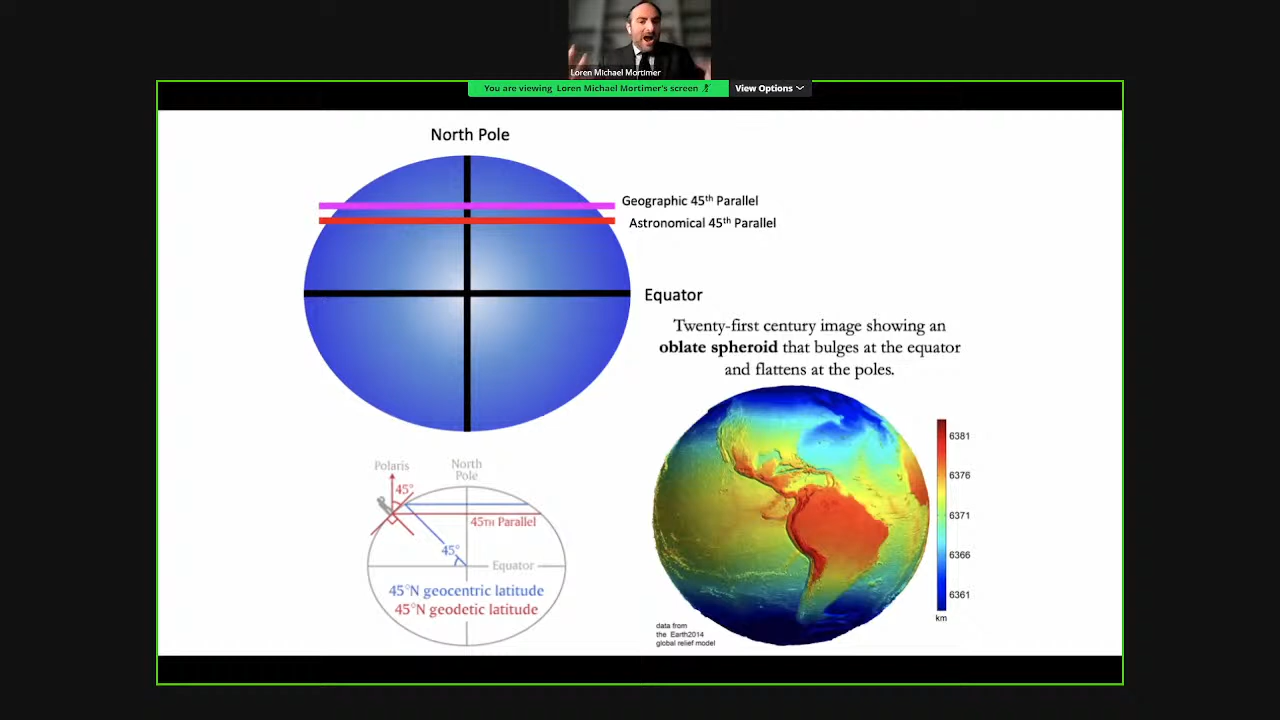 Loren Michael Mortimer
You are viewing Loren Michael Mortimer's screen
View Options
North Pole
Geographic 45th Parallel
Astronomical 45th Parallel
Equator
Twenty-first century image showing an
oblate spheroid that bulges at the equator
and flattens at the poles.
Polaris
North
Pole
45°
45TH Parallel
45°
Equator
45°N geocentric latitude
45°N geodetic latitude
6381
6376
6371
6366
6361
km
data from
the Earth2014
global relief model